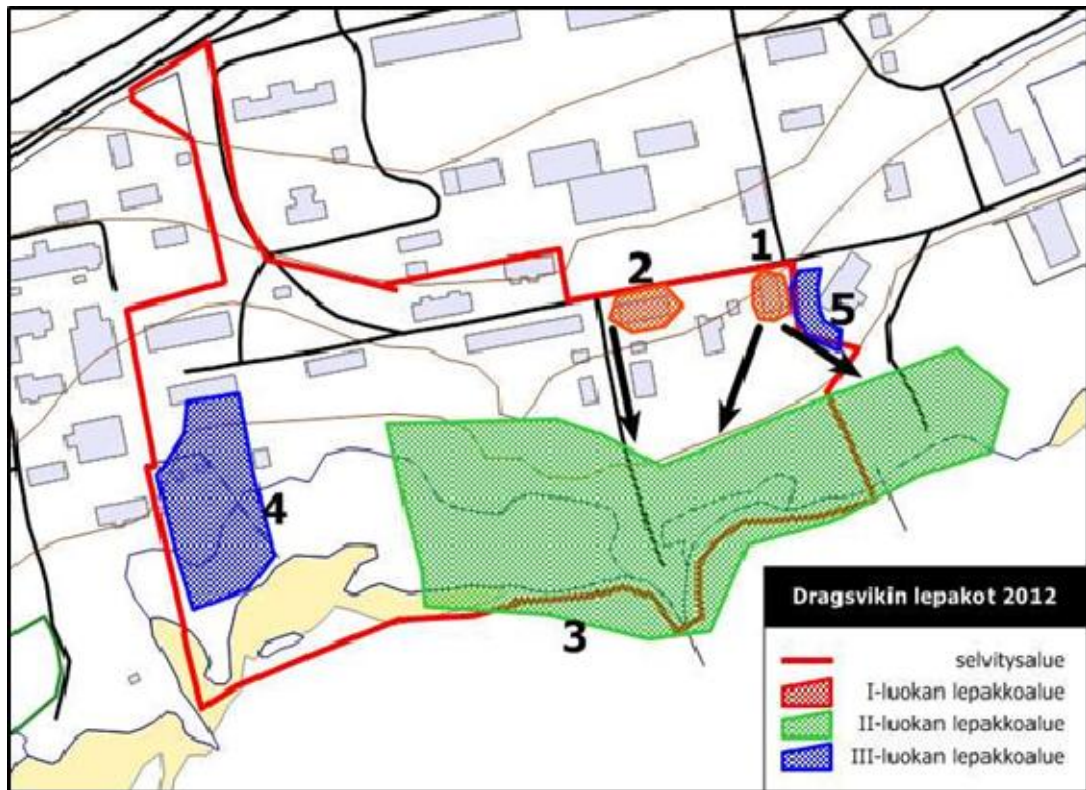 1
2
5
4
3
Dragsvikin lepakot 2012
selvitysalue
I-luokan lepakkoalue
II-luokan lepakkoalue
III-luokan lepakkoalue